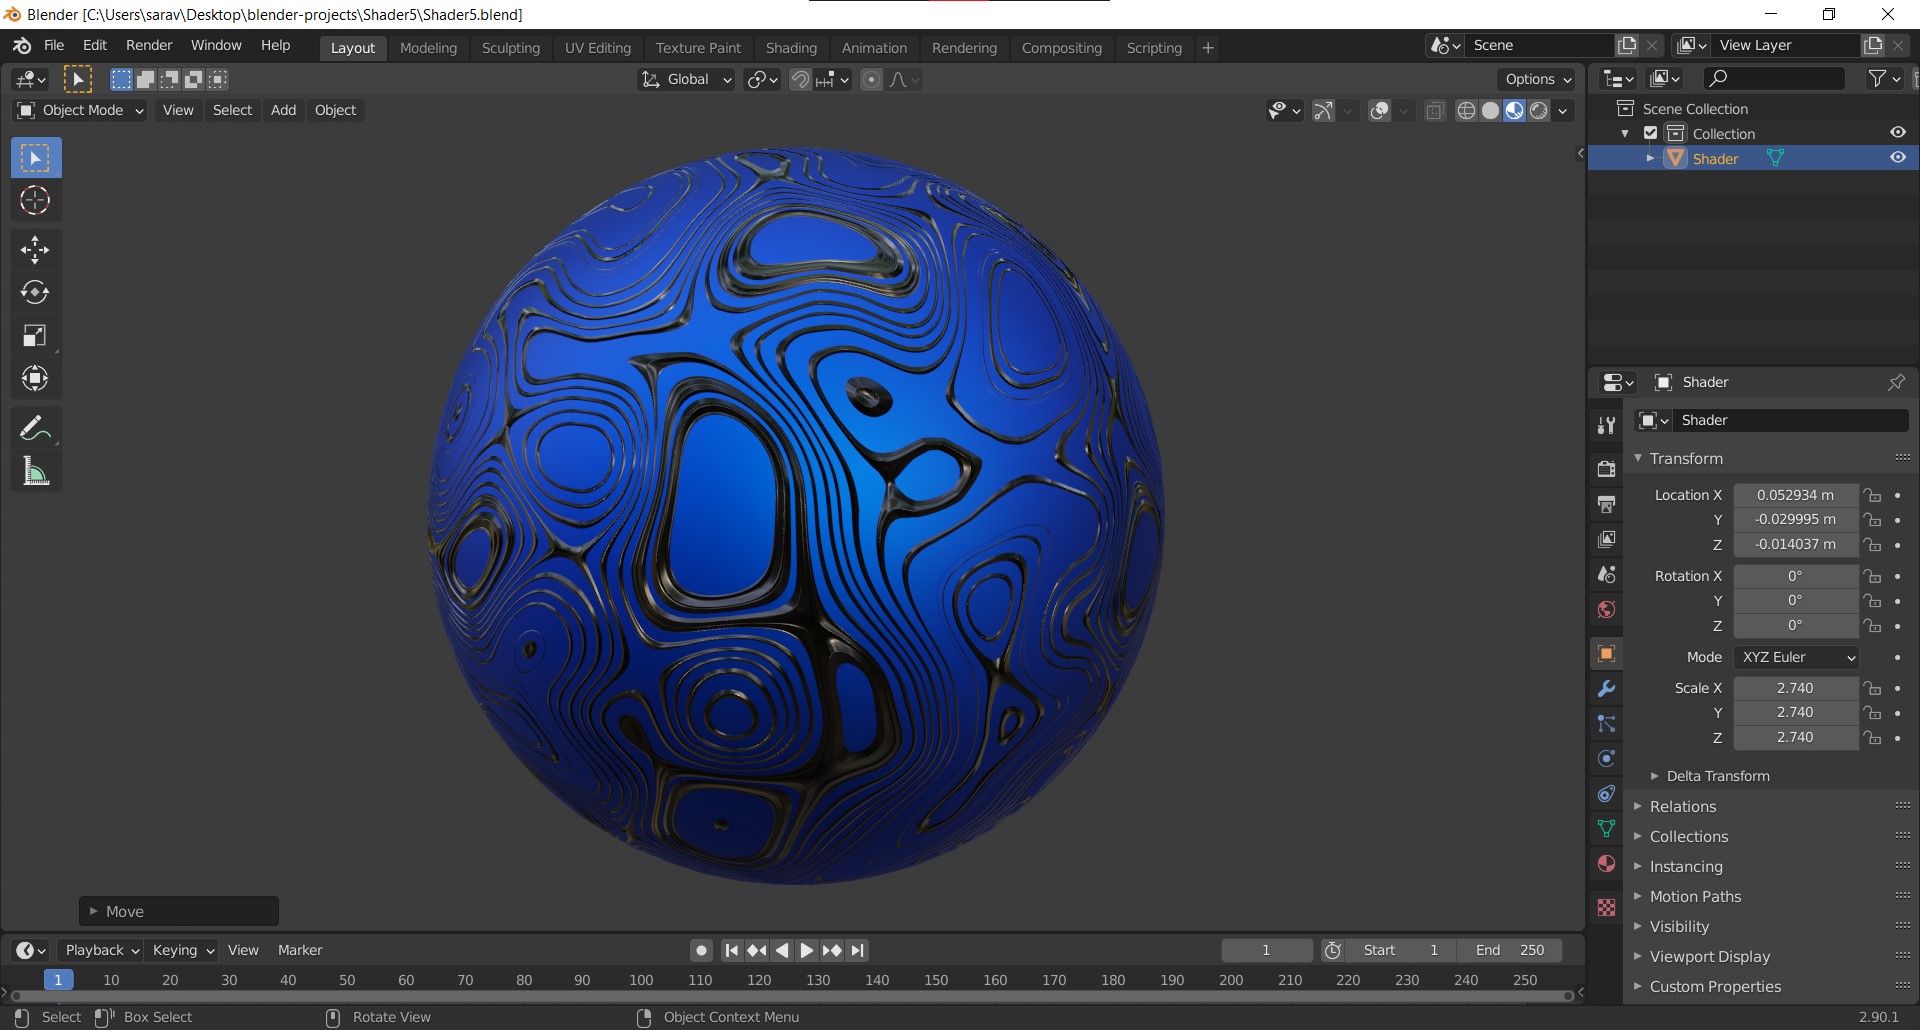 Blender [C:\Users\sarav\Desktop\blender-projects\Shader5\Shader5.blend]
File Edit Render Window Help Layout Modeling Sculpting UV Editing Texture Paint Shading Animation Rendering Compositing Scripting + Scene View Layer
Global Options
Object Mode View Select Add Object
Scene Collection
Collection
Shader
Shader
Shader
Transform
Location X 0.052934 m
Y -0.029995 m
Z -0.014037 m
Rotation X 0°
Y 0°
Z 0°
Mode XYZ Euler
Scale X 2.740
Y 2.740
Z 2.740
Delta Transform
Relations
Collections
Instancing
Motion Paths
Visibility
Viewport Display
Custom Properties
Move
Playback Keying View Marker 1 Start 1 End 250
1 10 20 30 40 50 60 70 80 90 100 110 120 130 140 150 160 170 180 190 200 210 220 230 240 250
Select Box Select Rotate View Object Context Menu 2.90.1